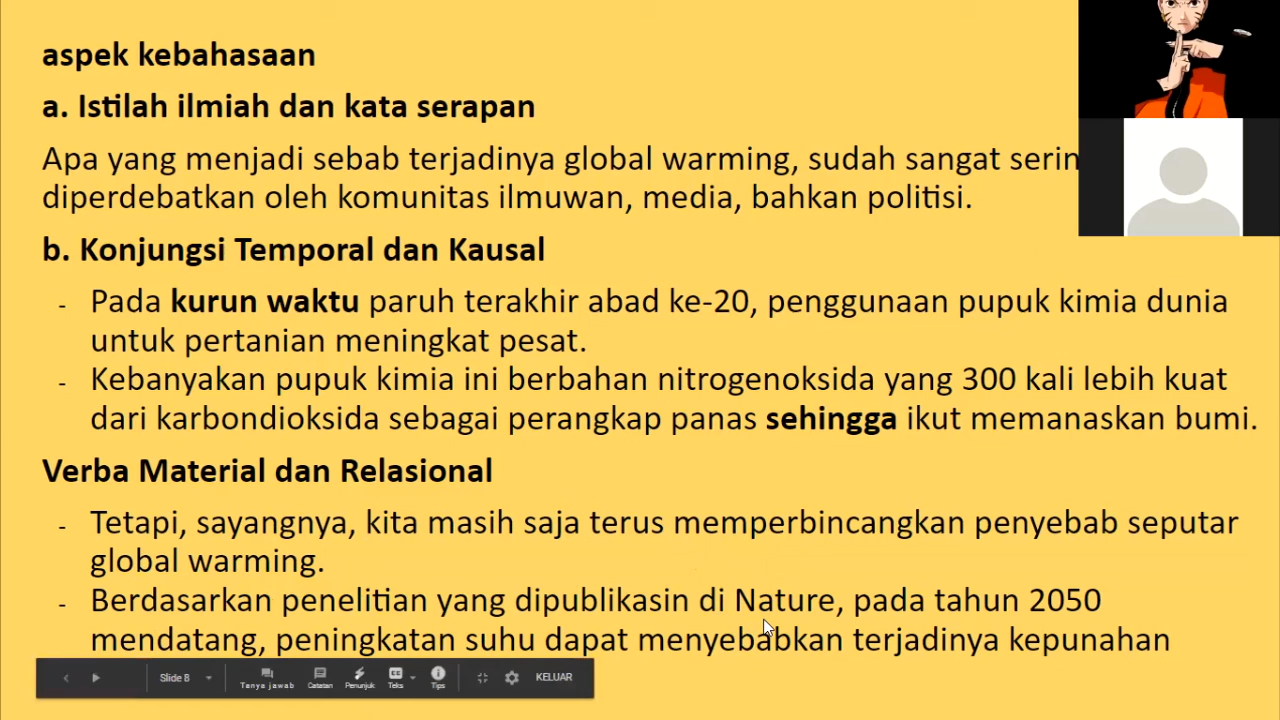 aspek kebahasaan
a. Istilah ilmiah dan kata serapan
Apa yang menjadi sebab terjadinya global warming, sudah sangat serin
diperdebatkan oleh komunitas ilmuwan, media, bahkan politisi.
b. Konjungsi Temporal dan Kausal
- Pada kurun waktu paruh terakhir abad ke-20, penggunaan pupuk kimia dunia
untuk pertanian meningkat pesat.
- Kebanyakan pupuk kimia ini berbahan nitrogenoksida yang 300 kali lebih kuat
dari karbondioksida sebagai perangkap panas sehingga ikut memanaskan bumi.
Verba Material dan Relasional
- Tetapi, sayangnya, kita masih saja terus memperbincangkan penyebab seputar
global warming.
- Berdasarkan penelitian yang dipublikasin di Nature, pada tahun 2050
mendatang, peningkatan suhu dapat menyebabkan terjadinya kepunahan
Slide 8 Tanya jawab Catatan Penunjuk Teks Tips KELUAR